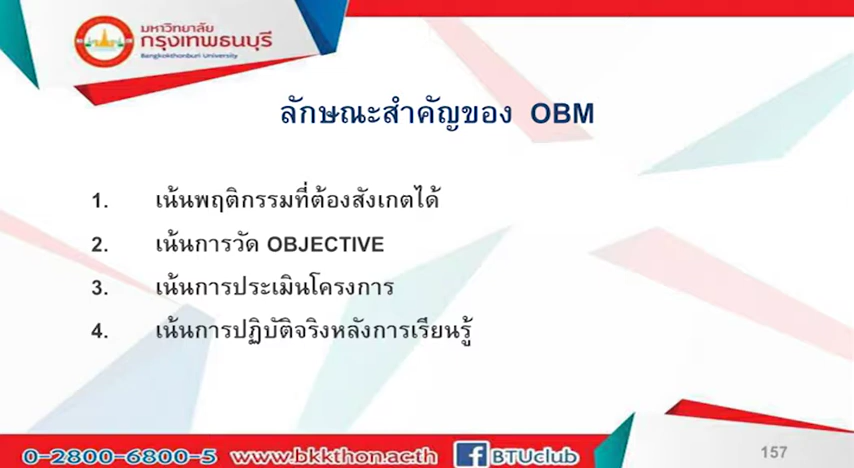 มหาวิทยาลัย
กรุงเทพธนบุรี
Bangkokthonburi University
ลักษณะสำคัญของ OBM
1. เน้นพฤติกรรมที่ต้องสังเกตได้
2. เน้นการวัด OBJECTIVE
3. เน้นการประเมินโครงการ
4. เน้นการปฏิบัติจริงหลังการเรียนรู้
0-2800-6800-5 www.bkkthon.ac.th f BTUclub
157